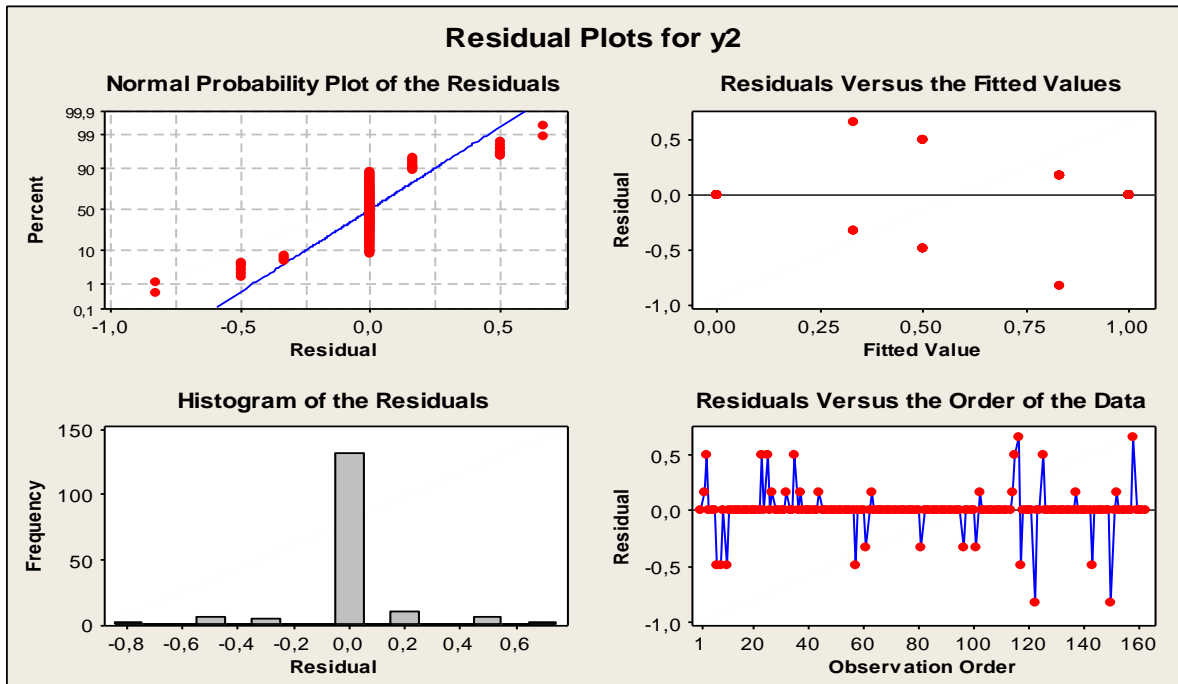 Residual Plots for y2
Normal Probability Plot of the Residuals
Percent
99,9
99
90
50
10
1
0,1
-1,0 -0,5 0,0 0,5
Residual
Residuals Versus the Fitted Values
Residual
0,5
0,0
-0,5
-1,0
0,00 0,25 0,50 0,75 1,00
Fitted Value
Histogram of the Residuals
Frequency
150
100
50
0
-0,8 -0,6 -0,4 -0,2 0,0 0,2 0,4 0,6
Residual
Residuals Versus the Order of the Data
Residual
0,5
0,0
-0,5
-1,0
1 20 40 60 80 100 120 140 160
Observation Order